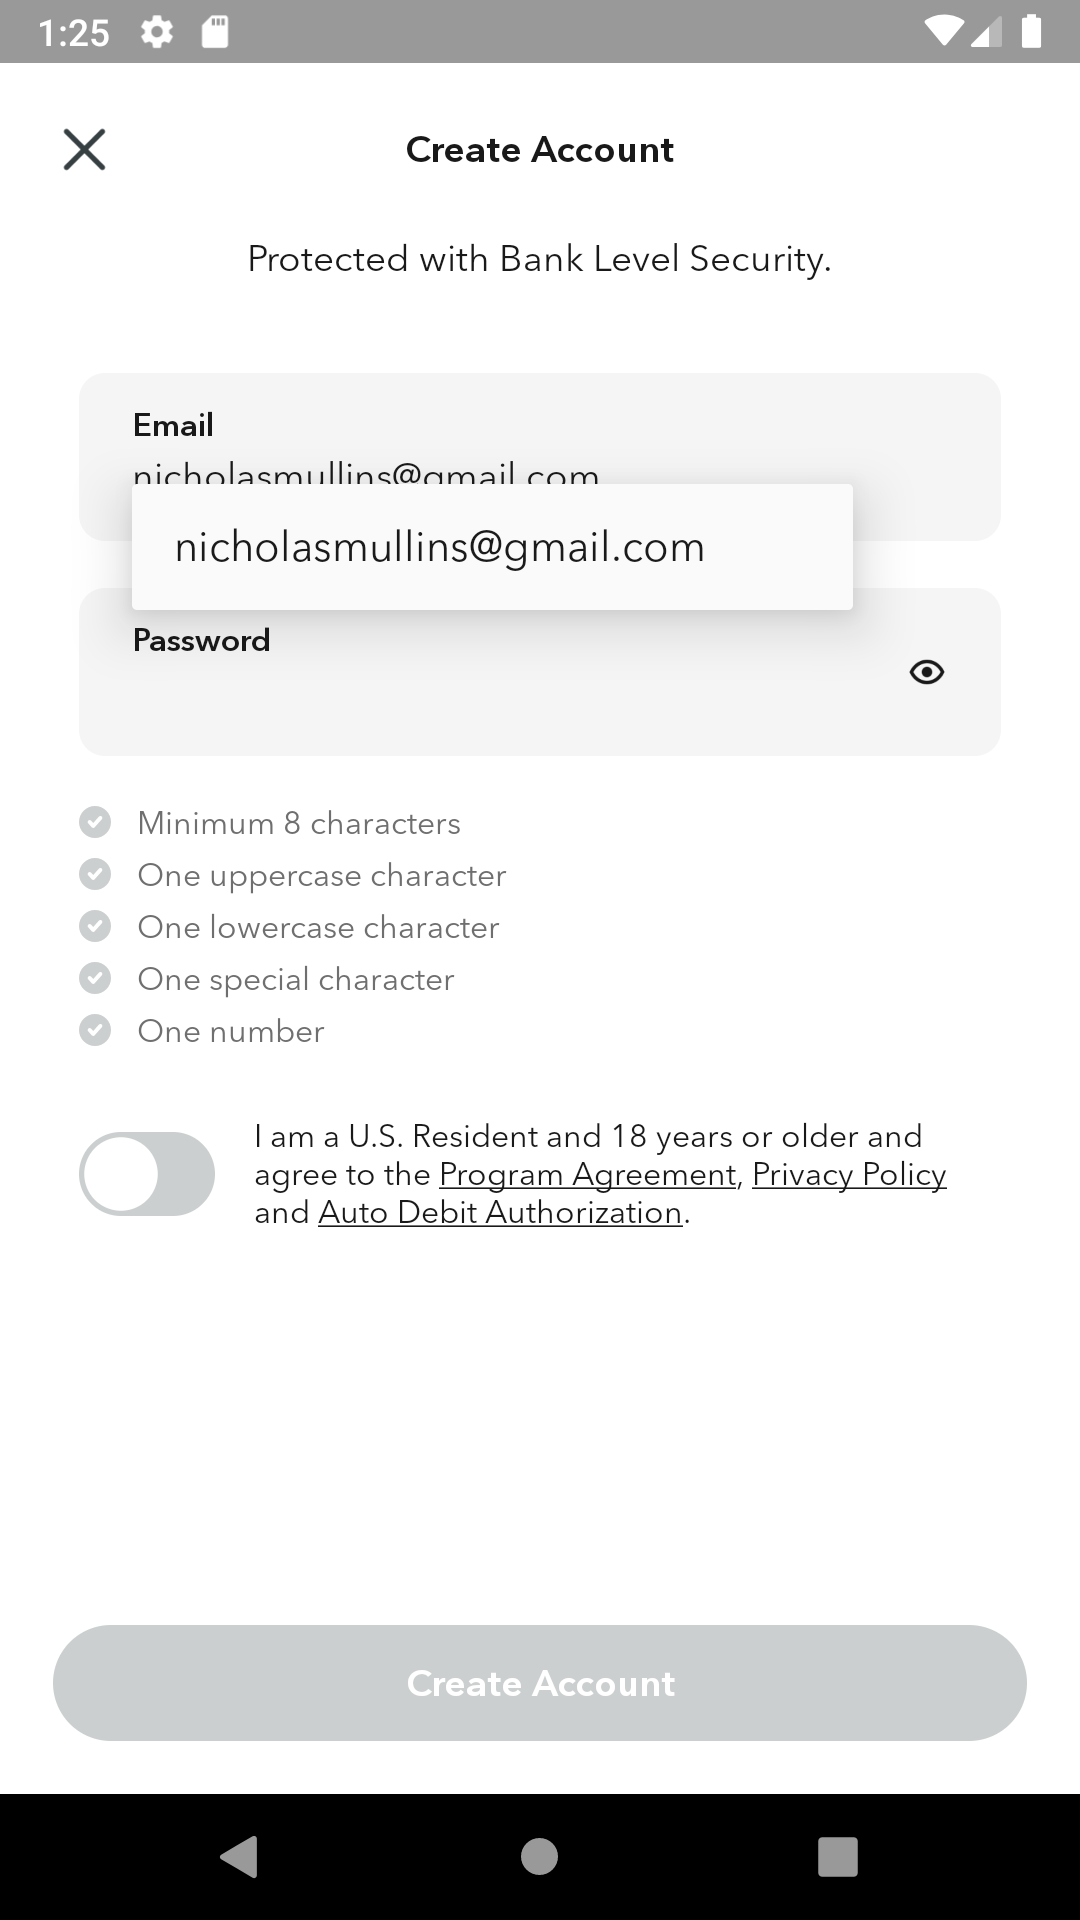 1:25
Create Account
Protected with Bank Level Security.
Email
nicholasmullins@gmail.com
nicholasmullins@gmail.com
Password
Minimum 8 characters
One uppercase character
One lowercase character
One special character
One number
I am a U.S. Resident and 18 years or older and
agree to the Program Agreement, Privacy Policy
and Auto Debit Authorization.
Create Account